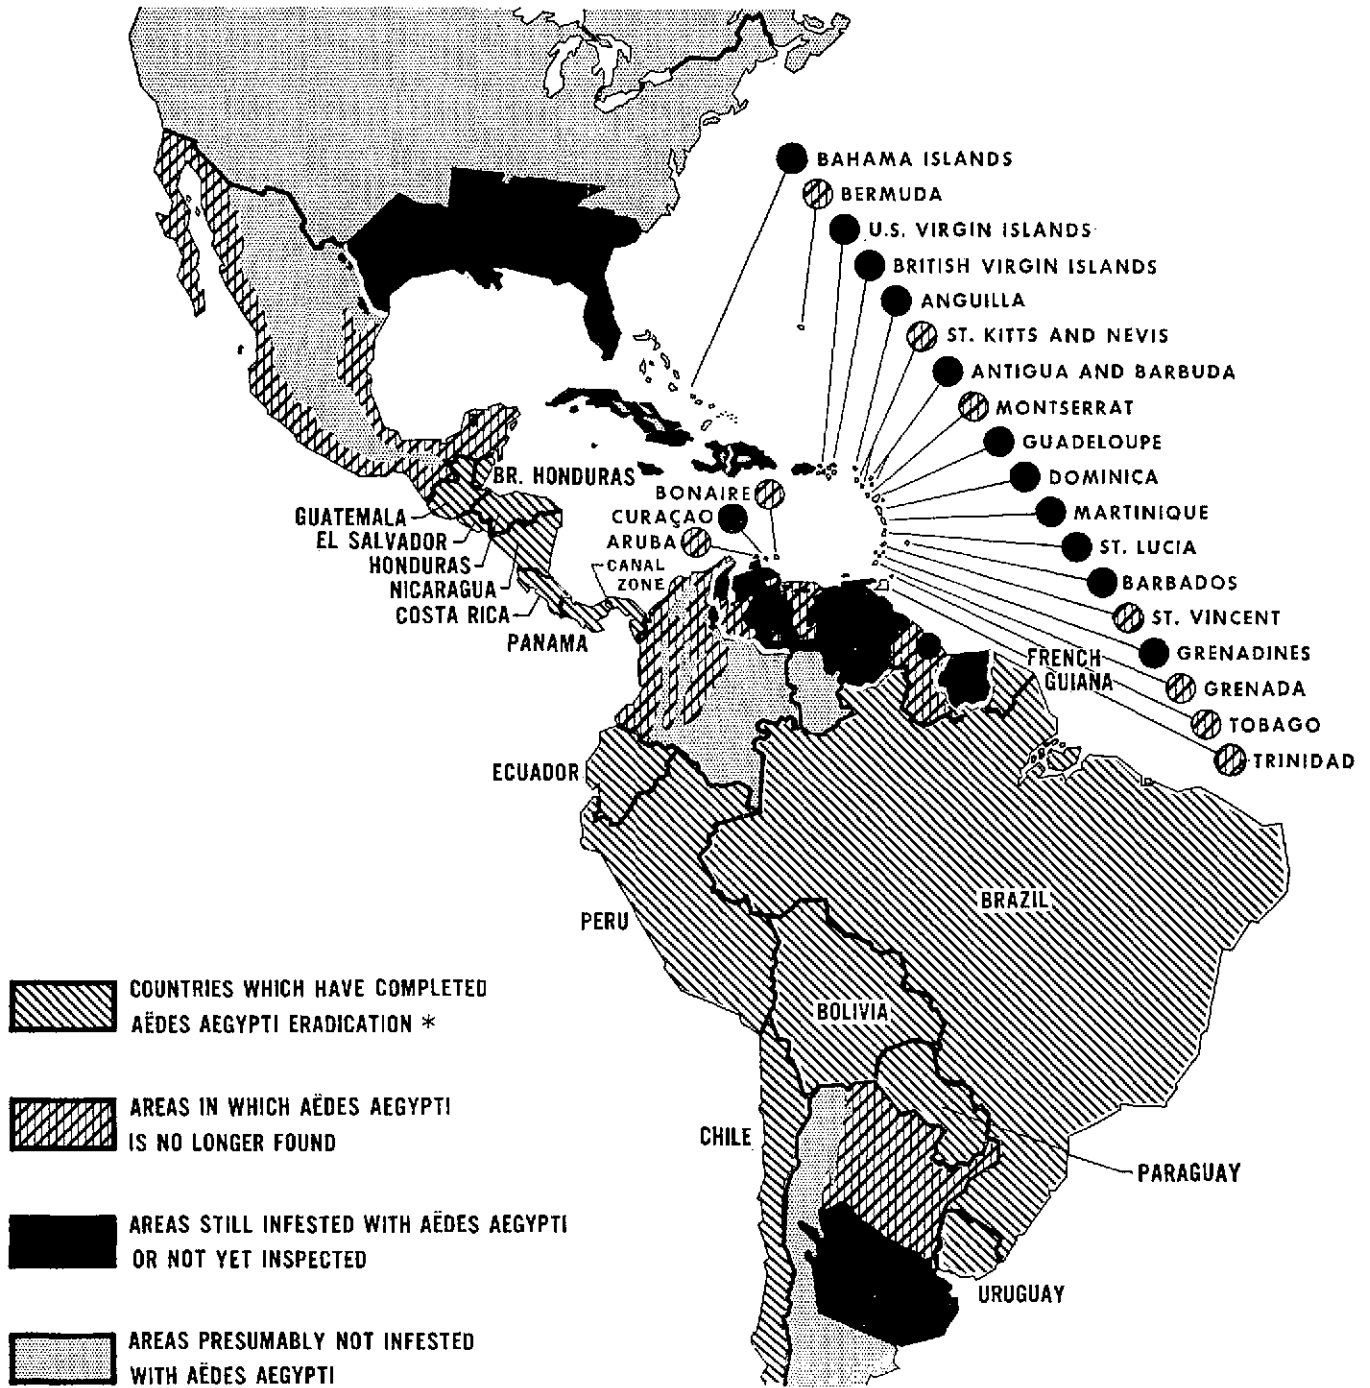 BAHAMA ISLANDS
BERMUDA
U.S. VIRGIN ISLANDS
BRITISH VIRGIN ISLANDS
ANGUILLA
ST. KITTS AND NEVIS
ANTIGUA AND BARBUDA
MONTSERRAT
GUADELOUPE
DOMINICA
MARTINIQUE
ST. LUCIA
BARBADOS
ST. VINCENT
GRENADINES
GRENADA
TOBAGO
TRINIDAD
BR. HONDURAS
BONAIRE
CURAÇAO
ARUBA
CANAL
ZONE
GUATEMALA
EL SALVADOR
HONDURAS
NICARAGUA
COSTA RICA
PANAMA
FRENCH
GUIANA
ECUADOR
PERU
BRAZIL
BOLIVIA
CHILE
PARAGUAY
URUGUAY
COUNTRIES WHICH HAVE COMPLETED
AËDES AEGYPTI ERADICATION *
AREAS IN WHICH AËDES AEGYPTI
IS NO LONGER FOUND
AREAS STILL INFESTED WITH AËDES AEGYPTI
OR NOT YET INSPECTED
AREAS PRESUMABLY NOT INFESTED
WITH AËDES AEGYPTI